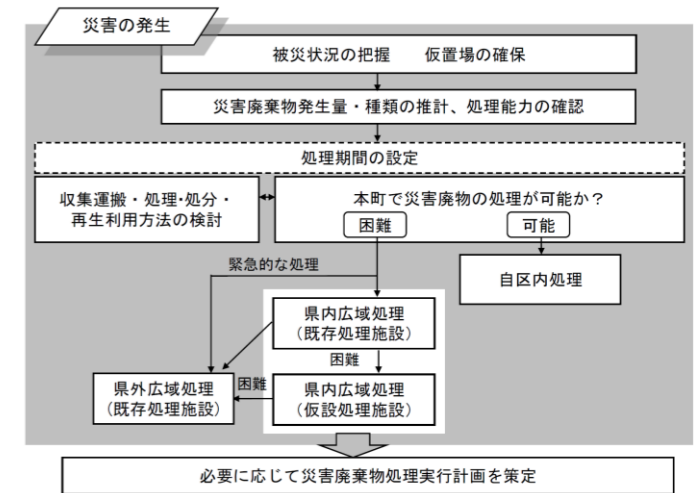 災害の発生
被災状況の把握　　仮置場の確保
災害廃棄物発生量・種類の推計、処理能力の確認
処理期間の設定
収集運搬・処理・処分・
再生利用方法の検討
本町で災害廃物の処理が可能か？
困難
可能
緊急的な処理
自区内処理
県内広域処理
（既存処理施設）
困難
県外広域処理
（既存処理施設）
困難
県内広域処理
（仮設処理施設）
必要に応じて災害廃棄物処理実行計画を策定